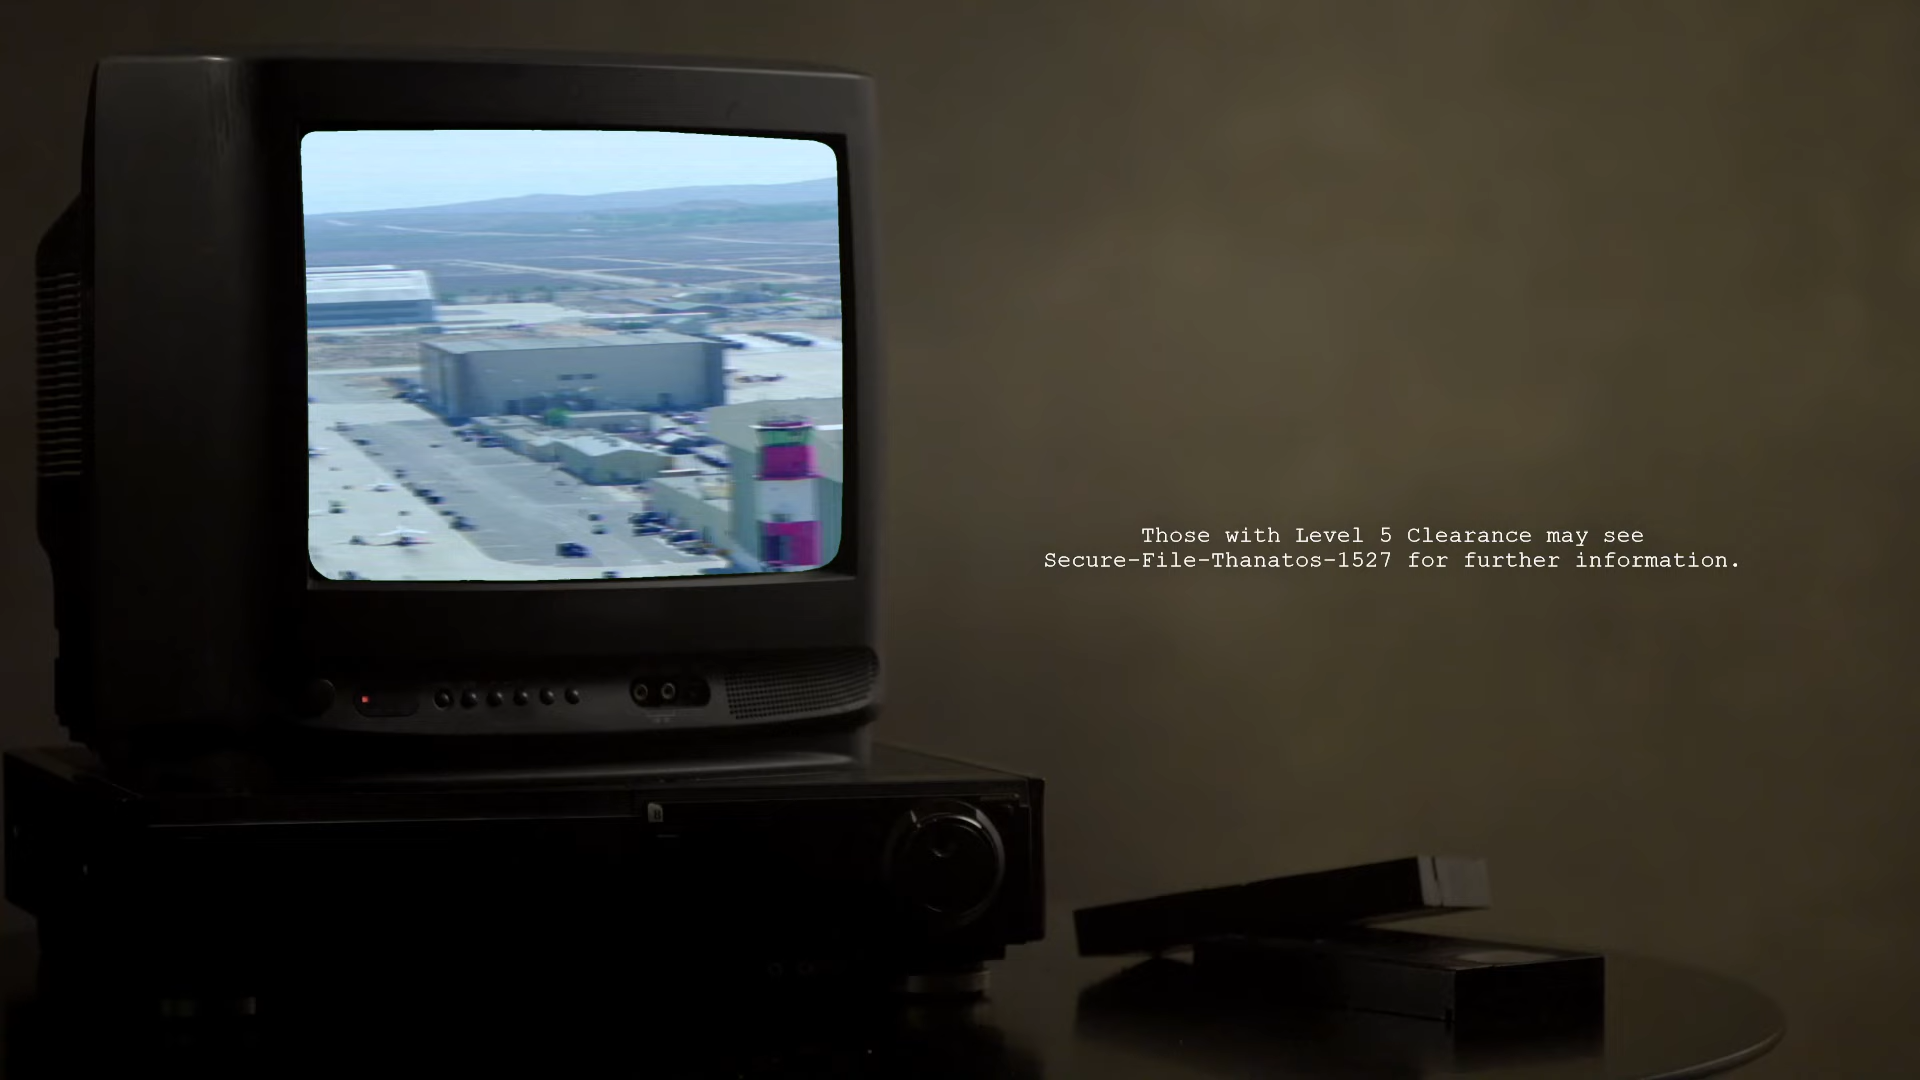 Those with Level 5 Clearance may see
Secure-File-Thanatos-1527 for further information.